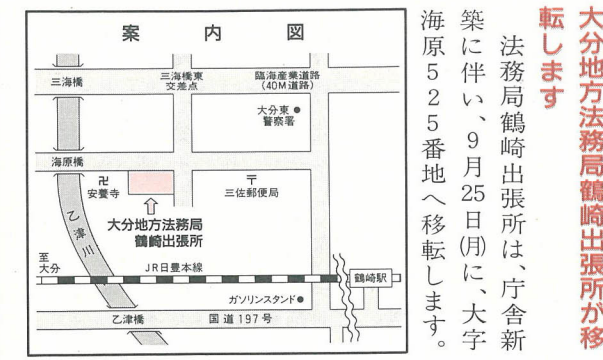 大分地方法務局鶴崎出張所が移
転します
法務局鶴崎出張所は、庁舎新
築に伴い、9月25日㈪に、大字
海原525番地へ移転します。
案内図
三海橋
三海橋東
交差点
臨海産業道路
(40M道路)
大分東
警察署
海原橋
卍
安養寺
〒
三佐郵便局
大分地方法務局
鶴崎出張所
乙津川
至
大分
JR日豊本線
鶴崎駅
ガソリンスタンド
乙津橋
国道197号